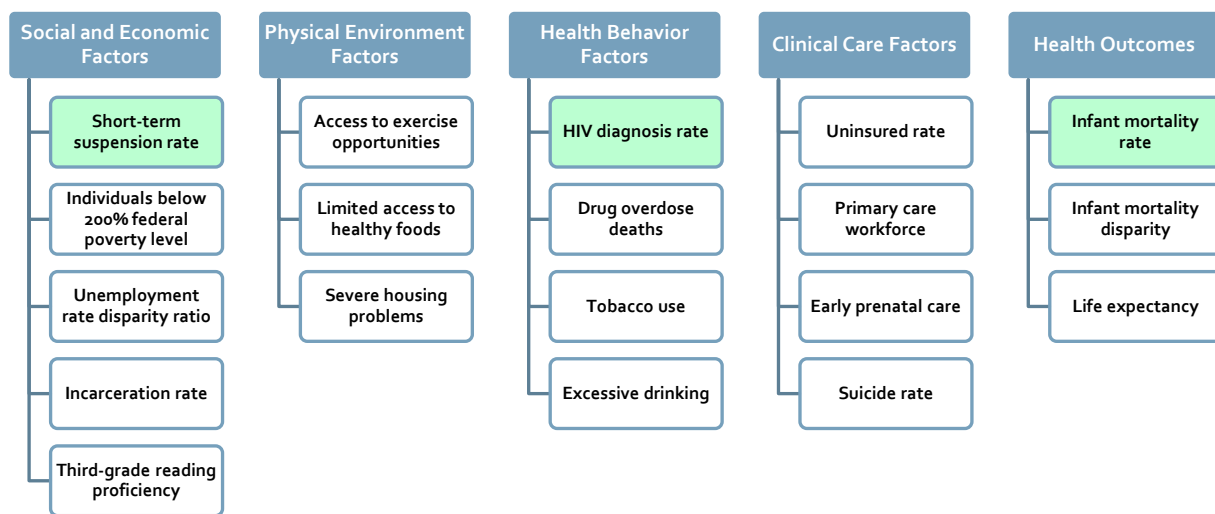 Social and Economic
Factors
Short-term
suspension rate
Individuals below
200% federal
poverty level
Unemployment
rate disparity ratio
Incarceration rate
Third-grade reading
proficiency
Physical Environment
Factors
Access to exercise
opportunities
Limited access to
healthy foods
Severe housing
problems
Health Behavior
Factors
HIV diagnosis rate
Drug overdose
deaths
Tobacco use
Excessive drinking
Clinical Care Factors
Uninsured rate
Primary care
workforce
Early prenatal care
Suicide rate
Health Outcomes
Infant mortality
rate
Infant mortality
disparity
Life expectancy